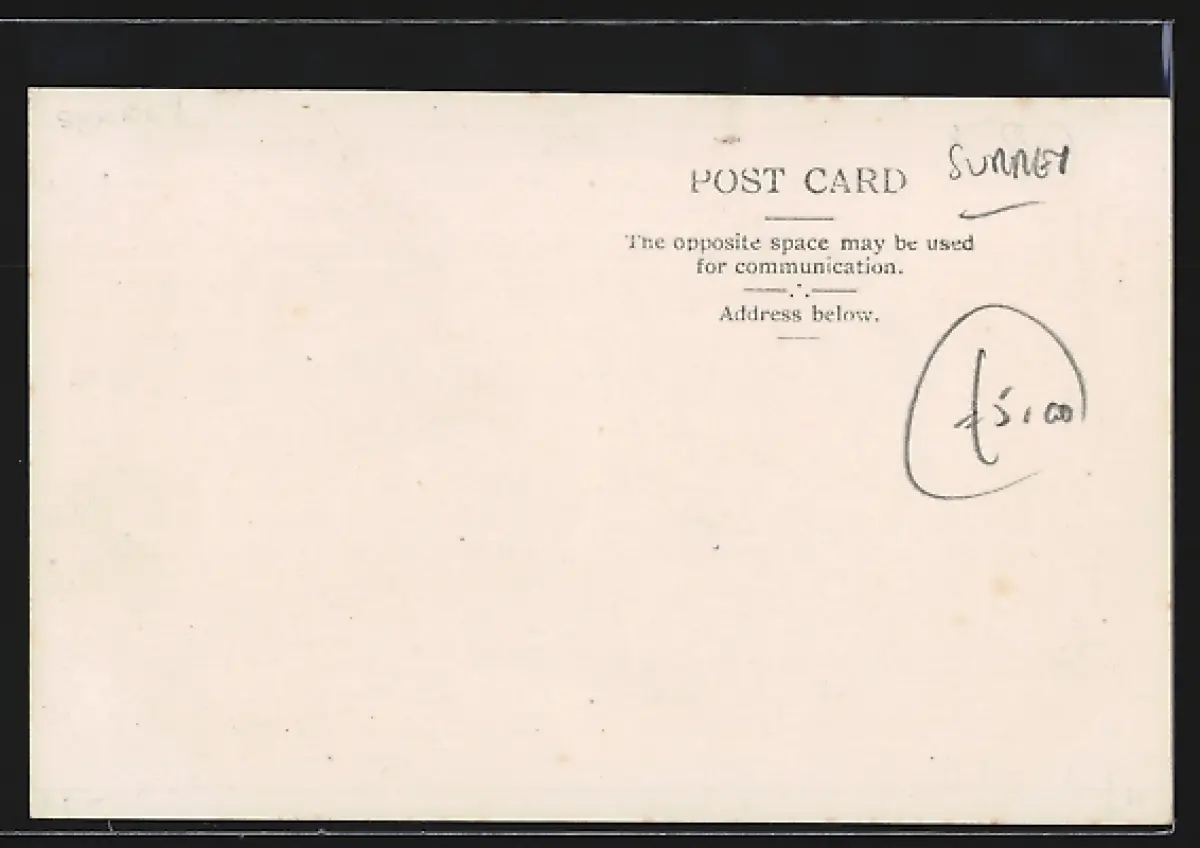 POST CARD
SURREY
The opposite space may be used
for communication.
Address below.
£5.00